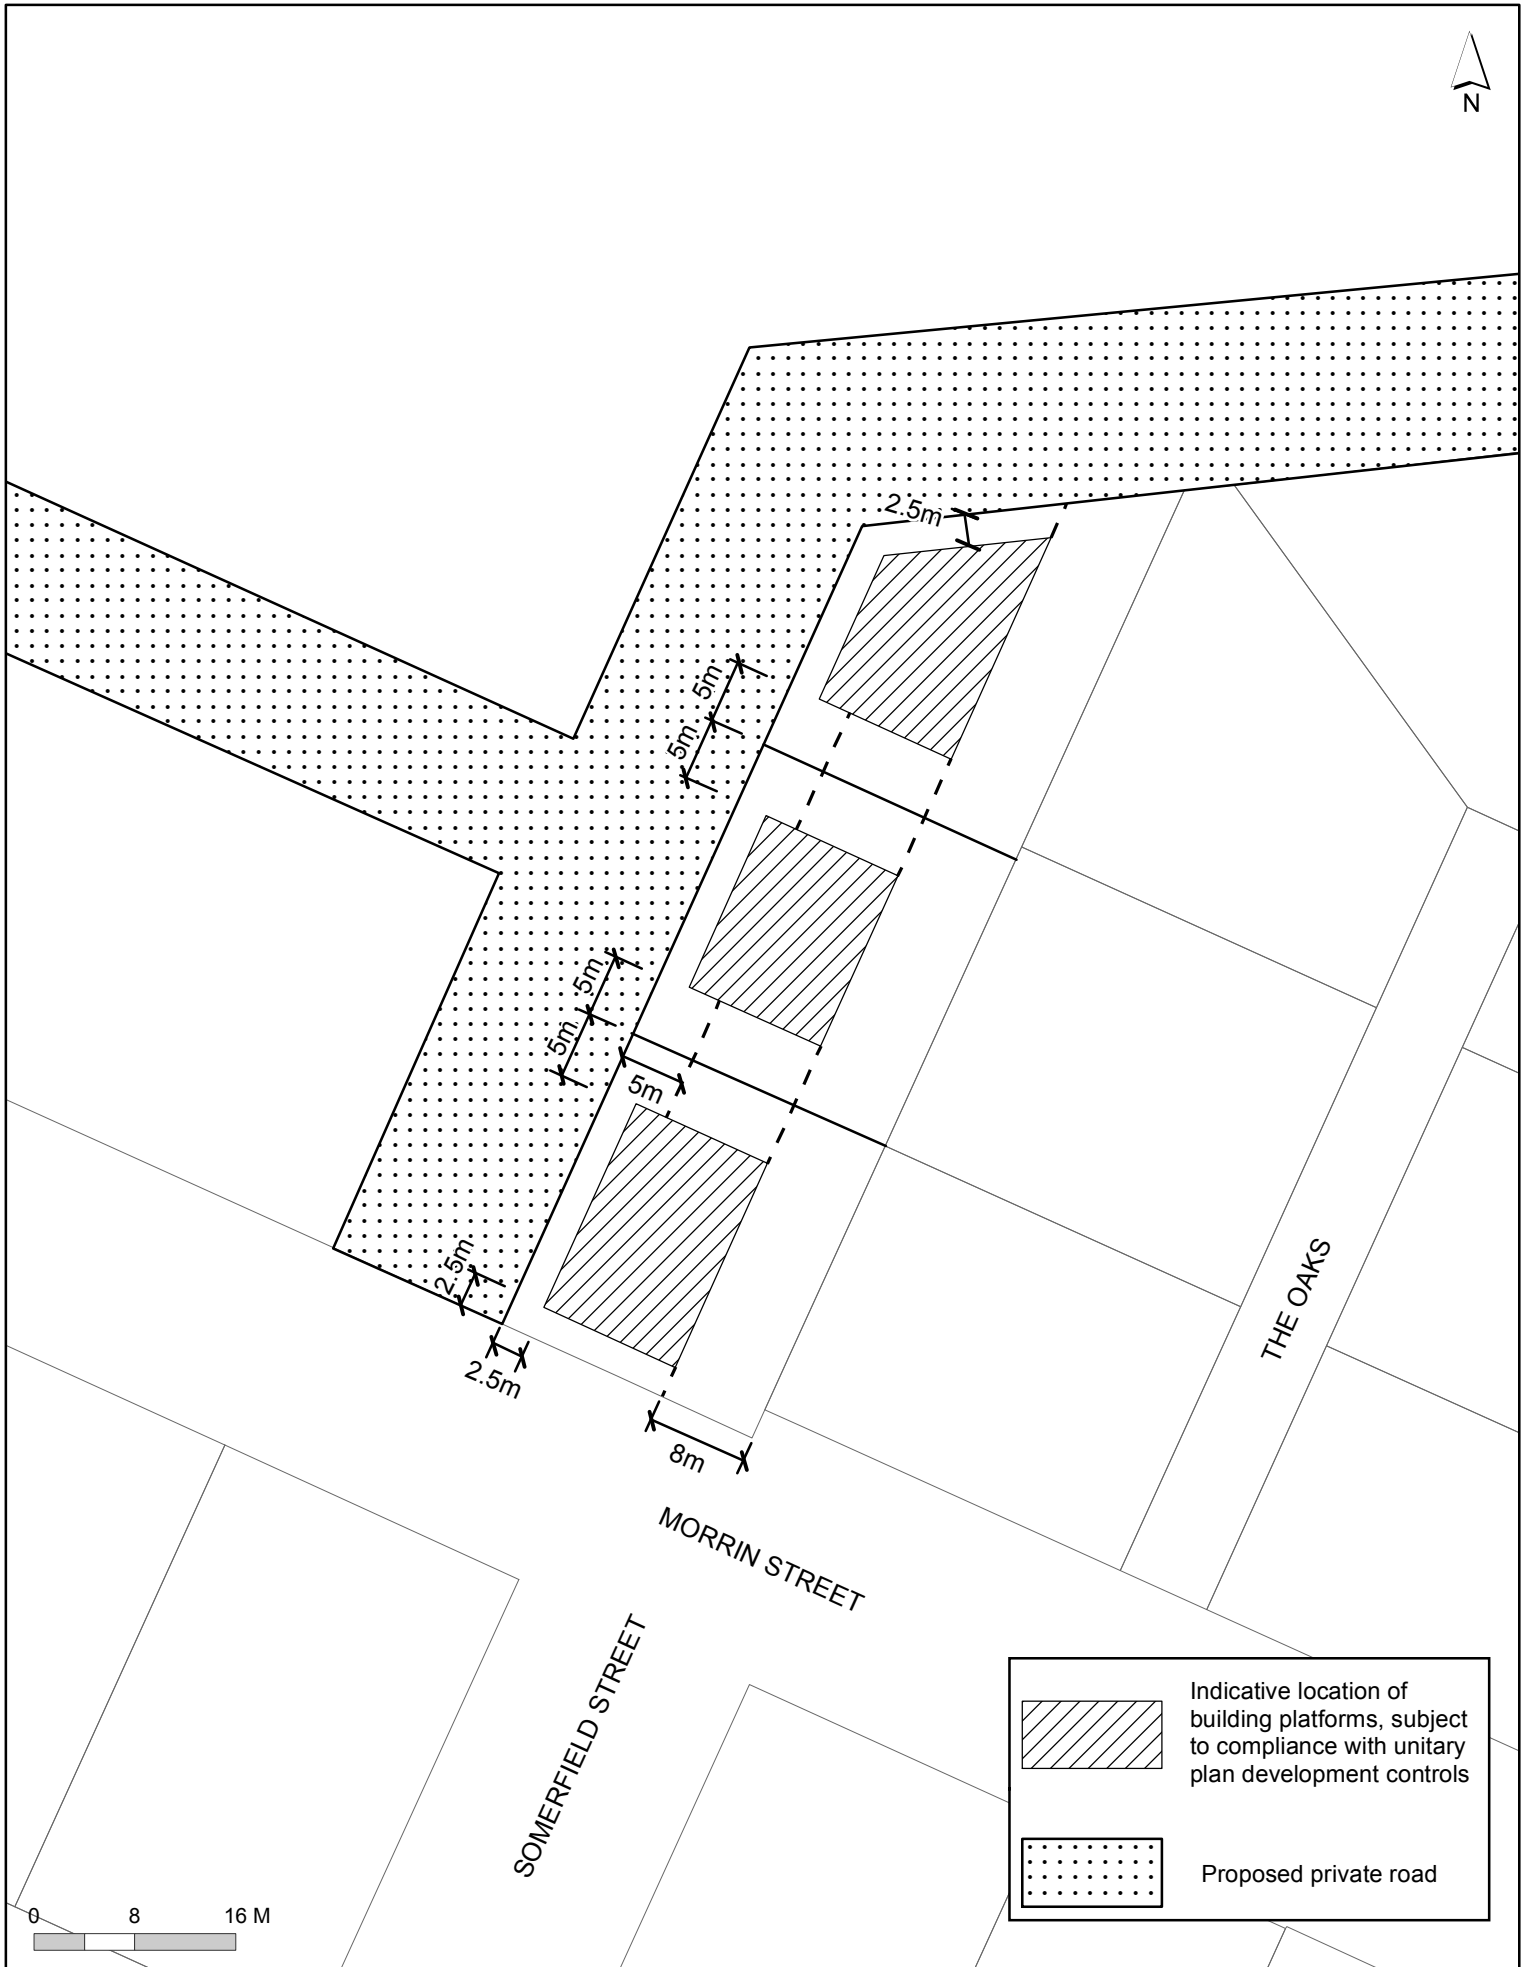 N
2.5m
5m
5m
5m
5m
5m
2.5m
2.5m
8m
THE OAKS
MORRIN STREET
SOMERFIELD STREET
Indicative location of
building platforms, subject
to compliance with unitary
plan development controls
Proposed private road
0 8 16 M